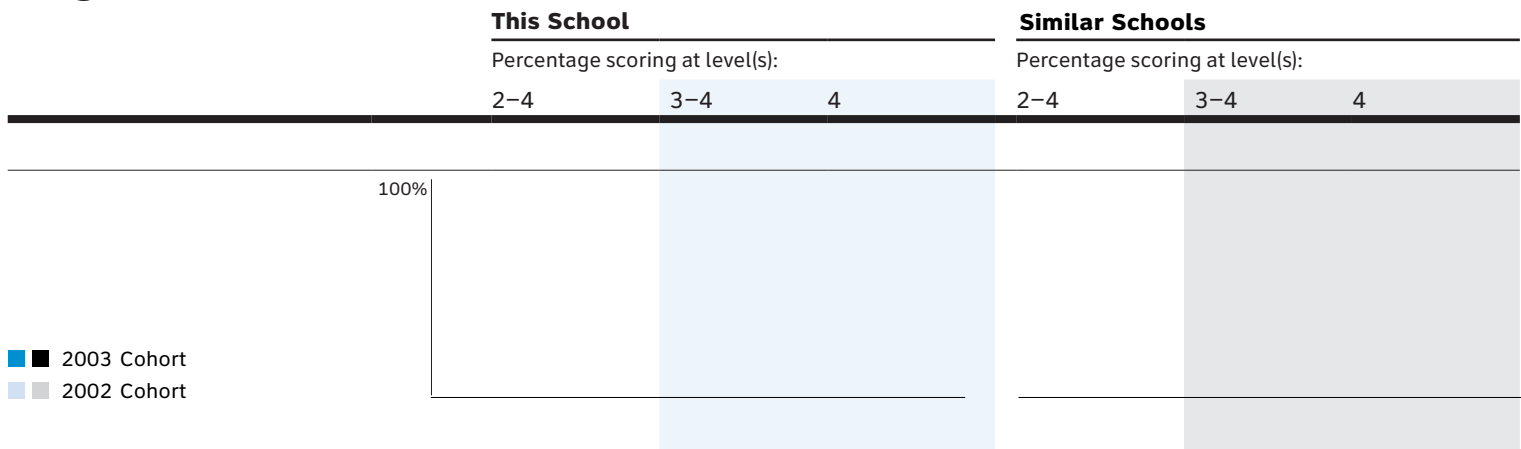 This School Similar Schools
Percentage scoring at level(s): Percentage scoring at level(s):
2–4 3–4 4 2–4 3–4 4
100%
2003 Cohort
2002 Cohort